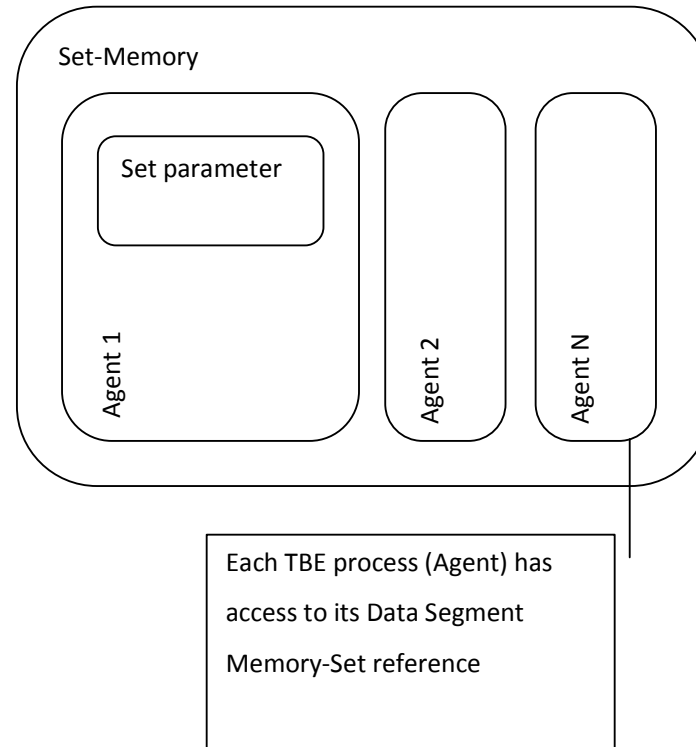 Set-Memory
Set parameter
Agent 1
Agent 2
Agent N
Each TBE process (Agent) has
access to its Data Segment
Memory-Set reference